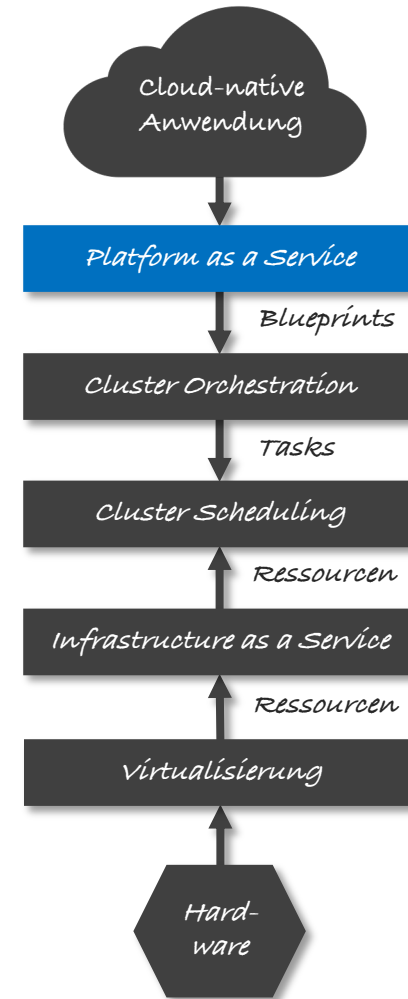 Cloud-native
Anwendung
Platform as a Service
Blueprints
Cluster Orchestration
Tasks
Cluster Scheduling
Ressourcen
Infrastructure as a Service
Ressourcen
Virtualisierung
Hard-
ware